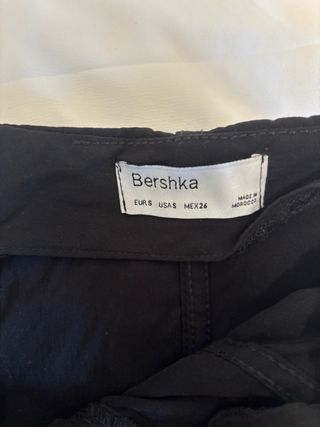 Bershka
EUR S USA S MEX 26
MADE IN
MOROCCO